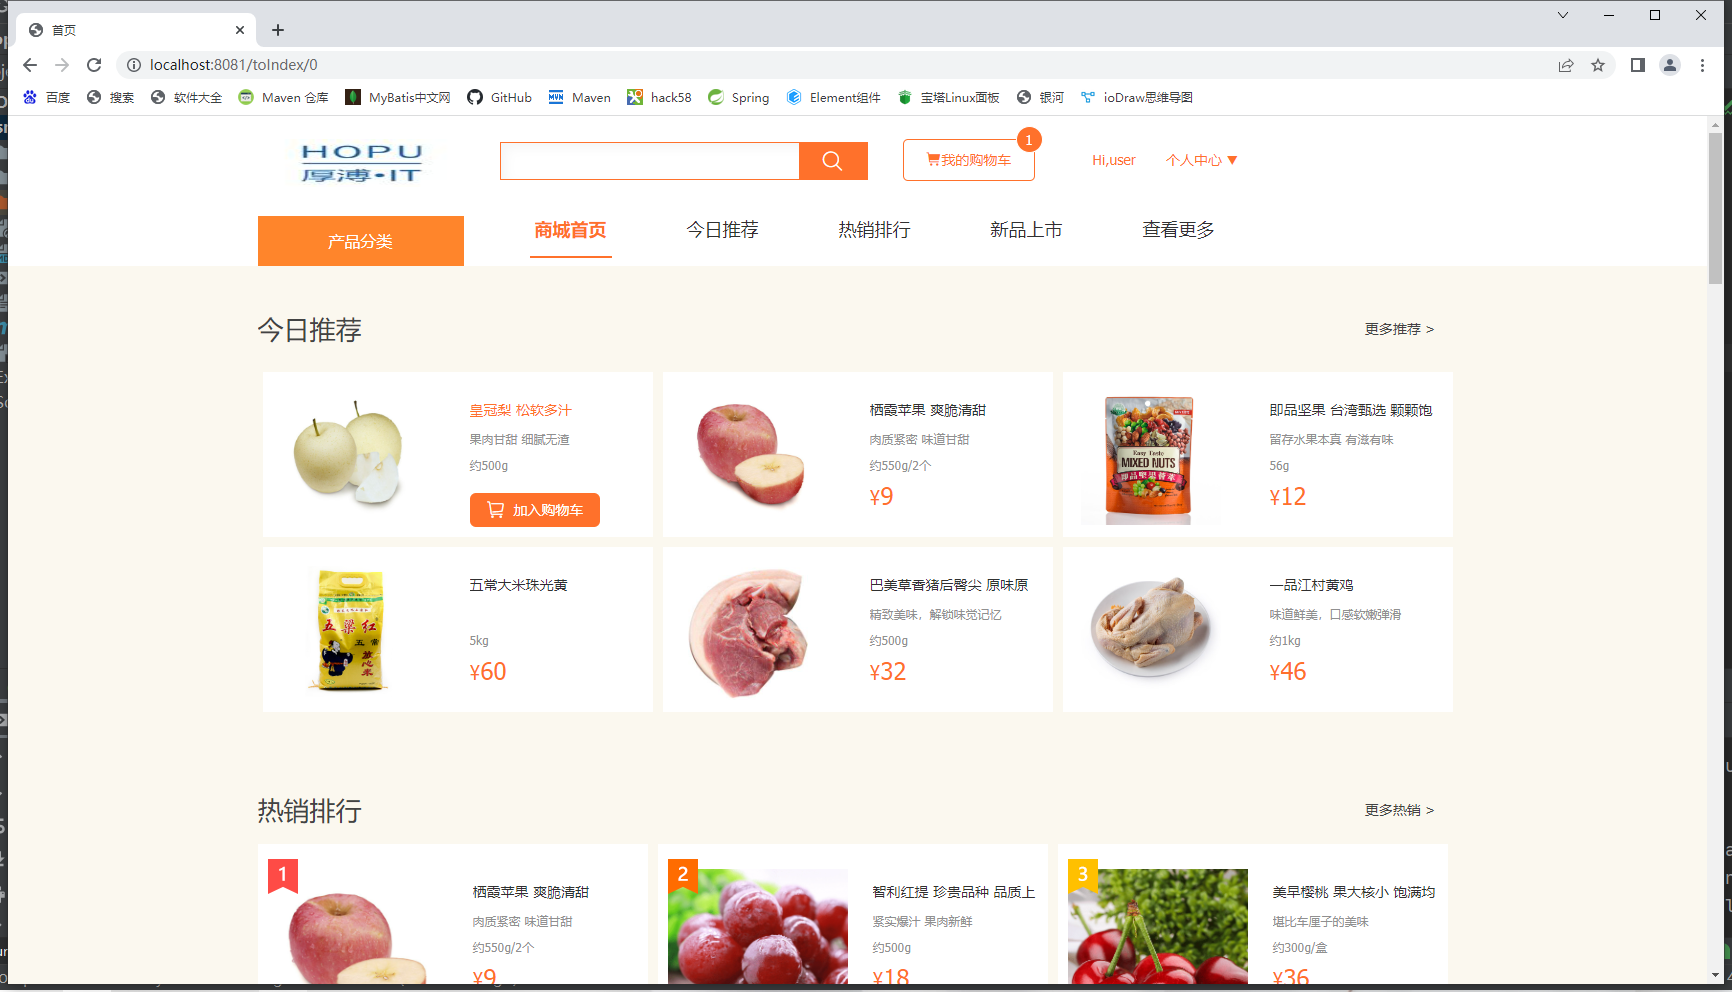 首页
localhost:8081/toIndex/0
百度 搜索 软件大全 Maven 仓库 MyBatis中文网 GitHub Maven hack58 Spring Element组件 宝塔Linux面板 银河 ioDraw思维导图
HOPU
厚溥•IT
我的购物车
1
Hi,user
个人中心 ▼
产品分类
商城首页 今日推荐 热销排行 新品上市 查看更多
今日推荐
更多推荐 >
皇冠梨 松软多汁
果肉甘甜 细腻无渣
约500g
加入购物车
栖霞苹果 爽脆清甜
肉质紧密 味道甘甜
约550g/2个
¥9
Easy Taste
MIXED NUTS
即品坚果 台湾甄选 颗颗饱
留存水果本真 有滋有味
56g
¥12
五粱红
五常
放心米
五常大米珠光黄
5kg
¥60
巴美草香猪后臀尖 原味原
精致美味，解锁味觉记忆
约500g
¥32
一品江村黄鸡
味道鲜美，口感软嫩弹滑
约1kg
¥46
热销排行
更多热销 >
1
栖霞苹果 爽脆清甜
肉质紧密 味道甘甜
约550g/2个
¥9
2
智利红提 珍贵品种 品质上
紧实爆汁 果肉新鲜
约500g
¥18
3
美早樱桃 果大核小 饱满均
堪比车厘子的美味
约300g/盒
¥36